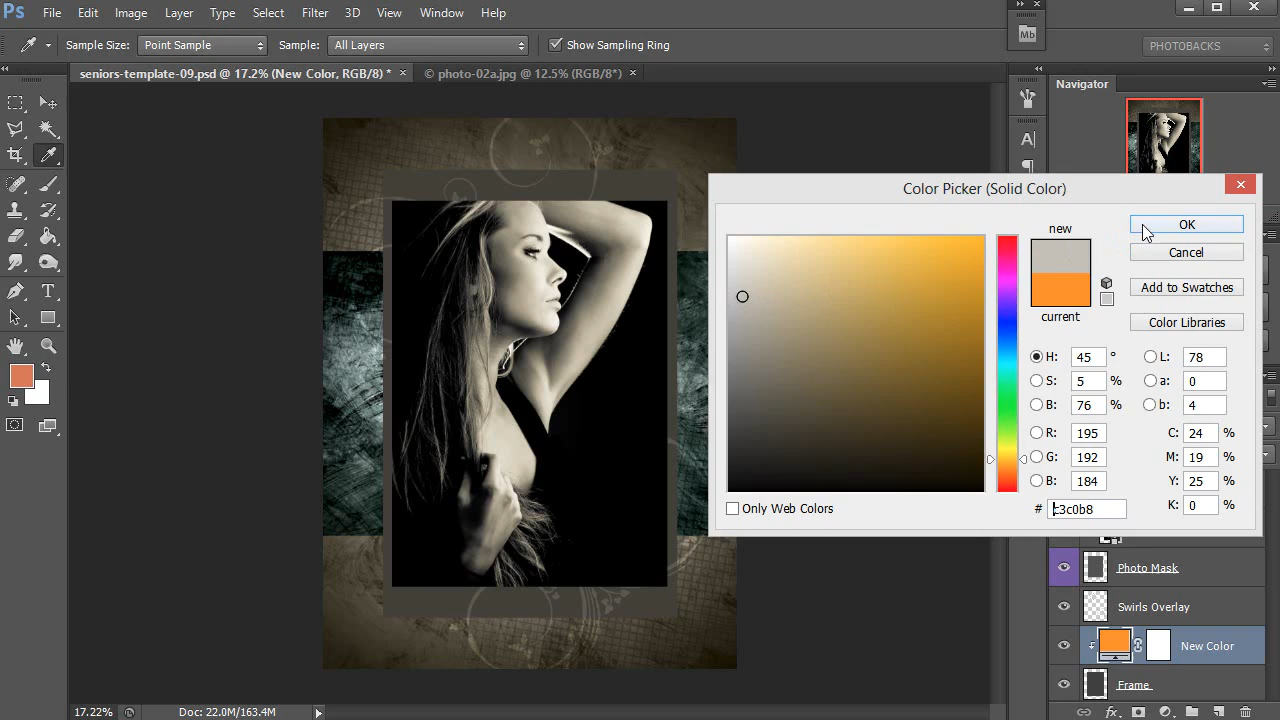 Ps File Edit Image Layer Type Select Filter 3D View Window Help
Sample Size: Point Sample Sample: All Layers Show Sampling Ring
Mb
PHOTOBACKS
seniors-template-09.psd @ 17.2% (New Color, RGB/8) * × © photo-02a.jpg @ 12.5% (RGB/8*) ×
Navigator
A
T
Color Picker (Solid Color)
new
current
OK
Cancel
Add to Swatches
Color Libraries
H: 45 ° L: 78
S: 5 % a: 0
B: 76 % b: 4
R: 195 C: 24 %
G: 192 M: 19 %
B: 184 Y: 25 %
# c3c0b8 K: 0 %
Only Web Colors
Photo Mask
Swirls Overlay
New Color
Frame
17.22% Doc: 22.0M/163.4M
fx